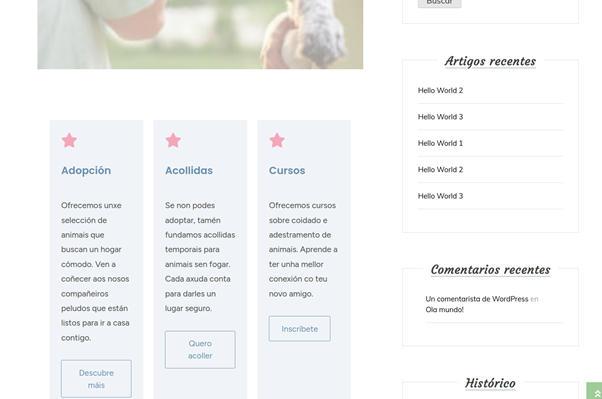 Buscar
Adopción
Ofrecemos unxe
selección de
animais que
buscan un hogar
cómodo. Ven a
coñecer aos nosos
compañeiros
peludos que están
listos para ir a casa
contigo.
Descubre
máis
Acollidas
Se non podes
adoptar, tamén
fundamos acollidas
temporais para
animais sen fogar.
Cada axuda conta
para darles un
lugar seguro.
Quero
acoller
Cursos
Ofrecemos cursos
sobre coidado e
adestramento de
animais. Aprende a
ter unha mellor
conexión co teu
novo amigo.
Inscríbete
Artigos recentes
Hello World 2
Hello World 3
Hello World 1
Hello World 2
Hello World 3
Comentarios recentes
Un comentarista de WordPress en
Ola mundo!
Histórico